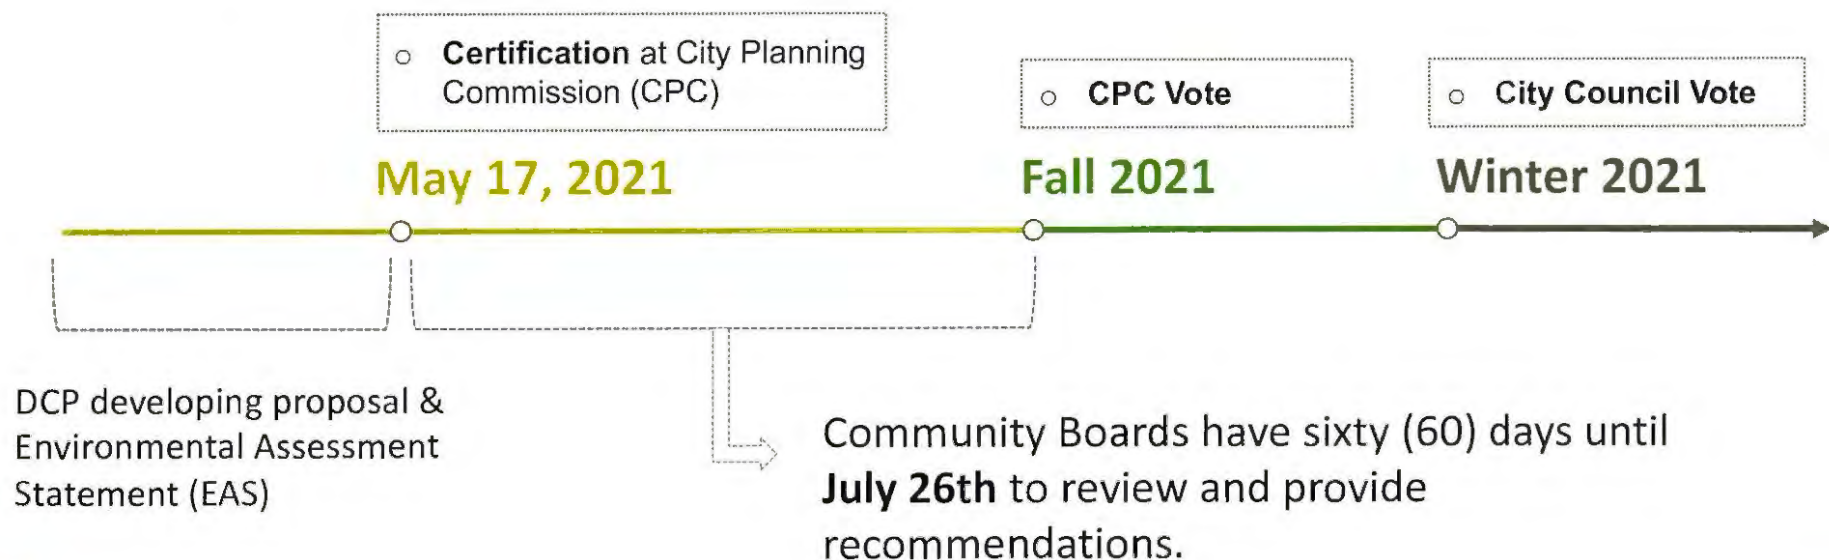 Certification at City Planning
Commission (CPC)
CPC Vote
City Council Vote
May 17, 2021
Fall 2021
Winter 2021
DCP developing proposal &
Environmental Assessment
Statement (EAS)
Community Boards have sixty (60) days until
July 26th to review and provide
recommendations.